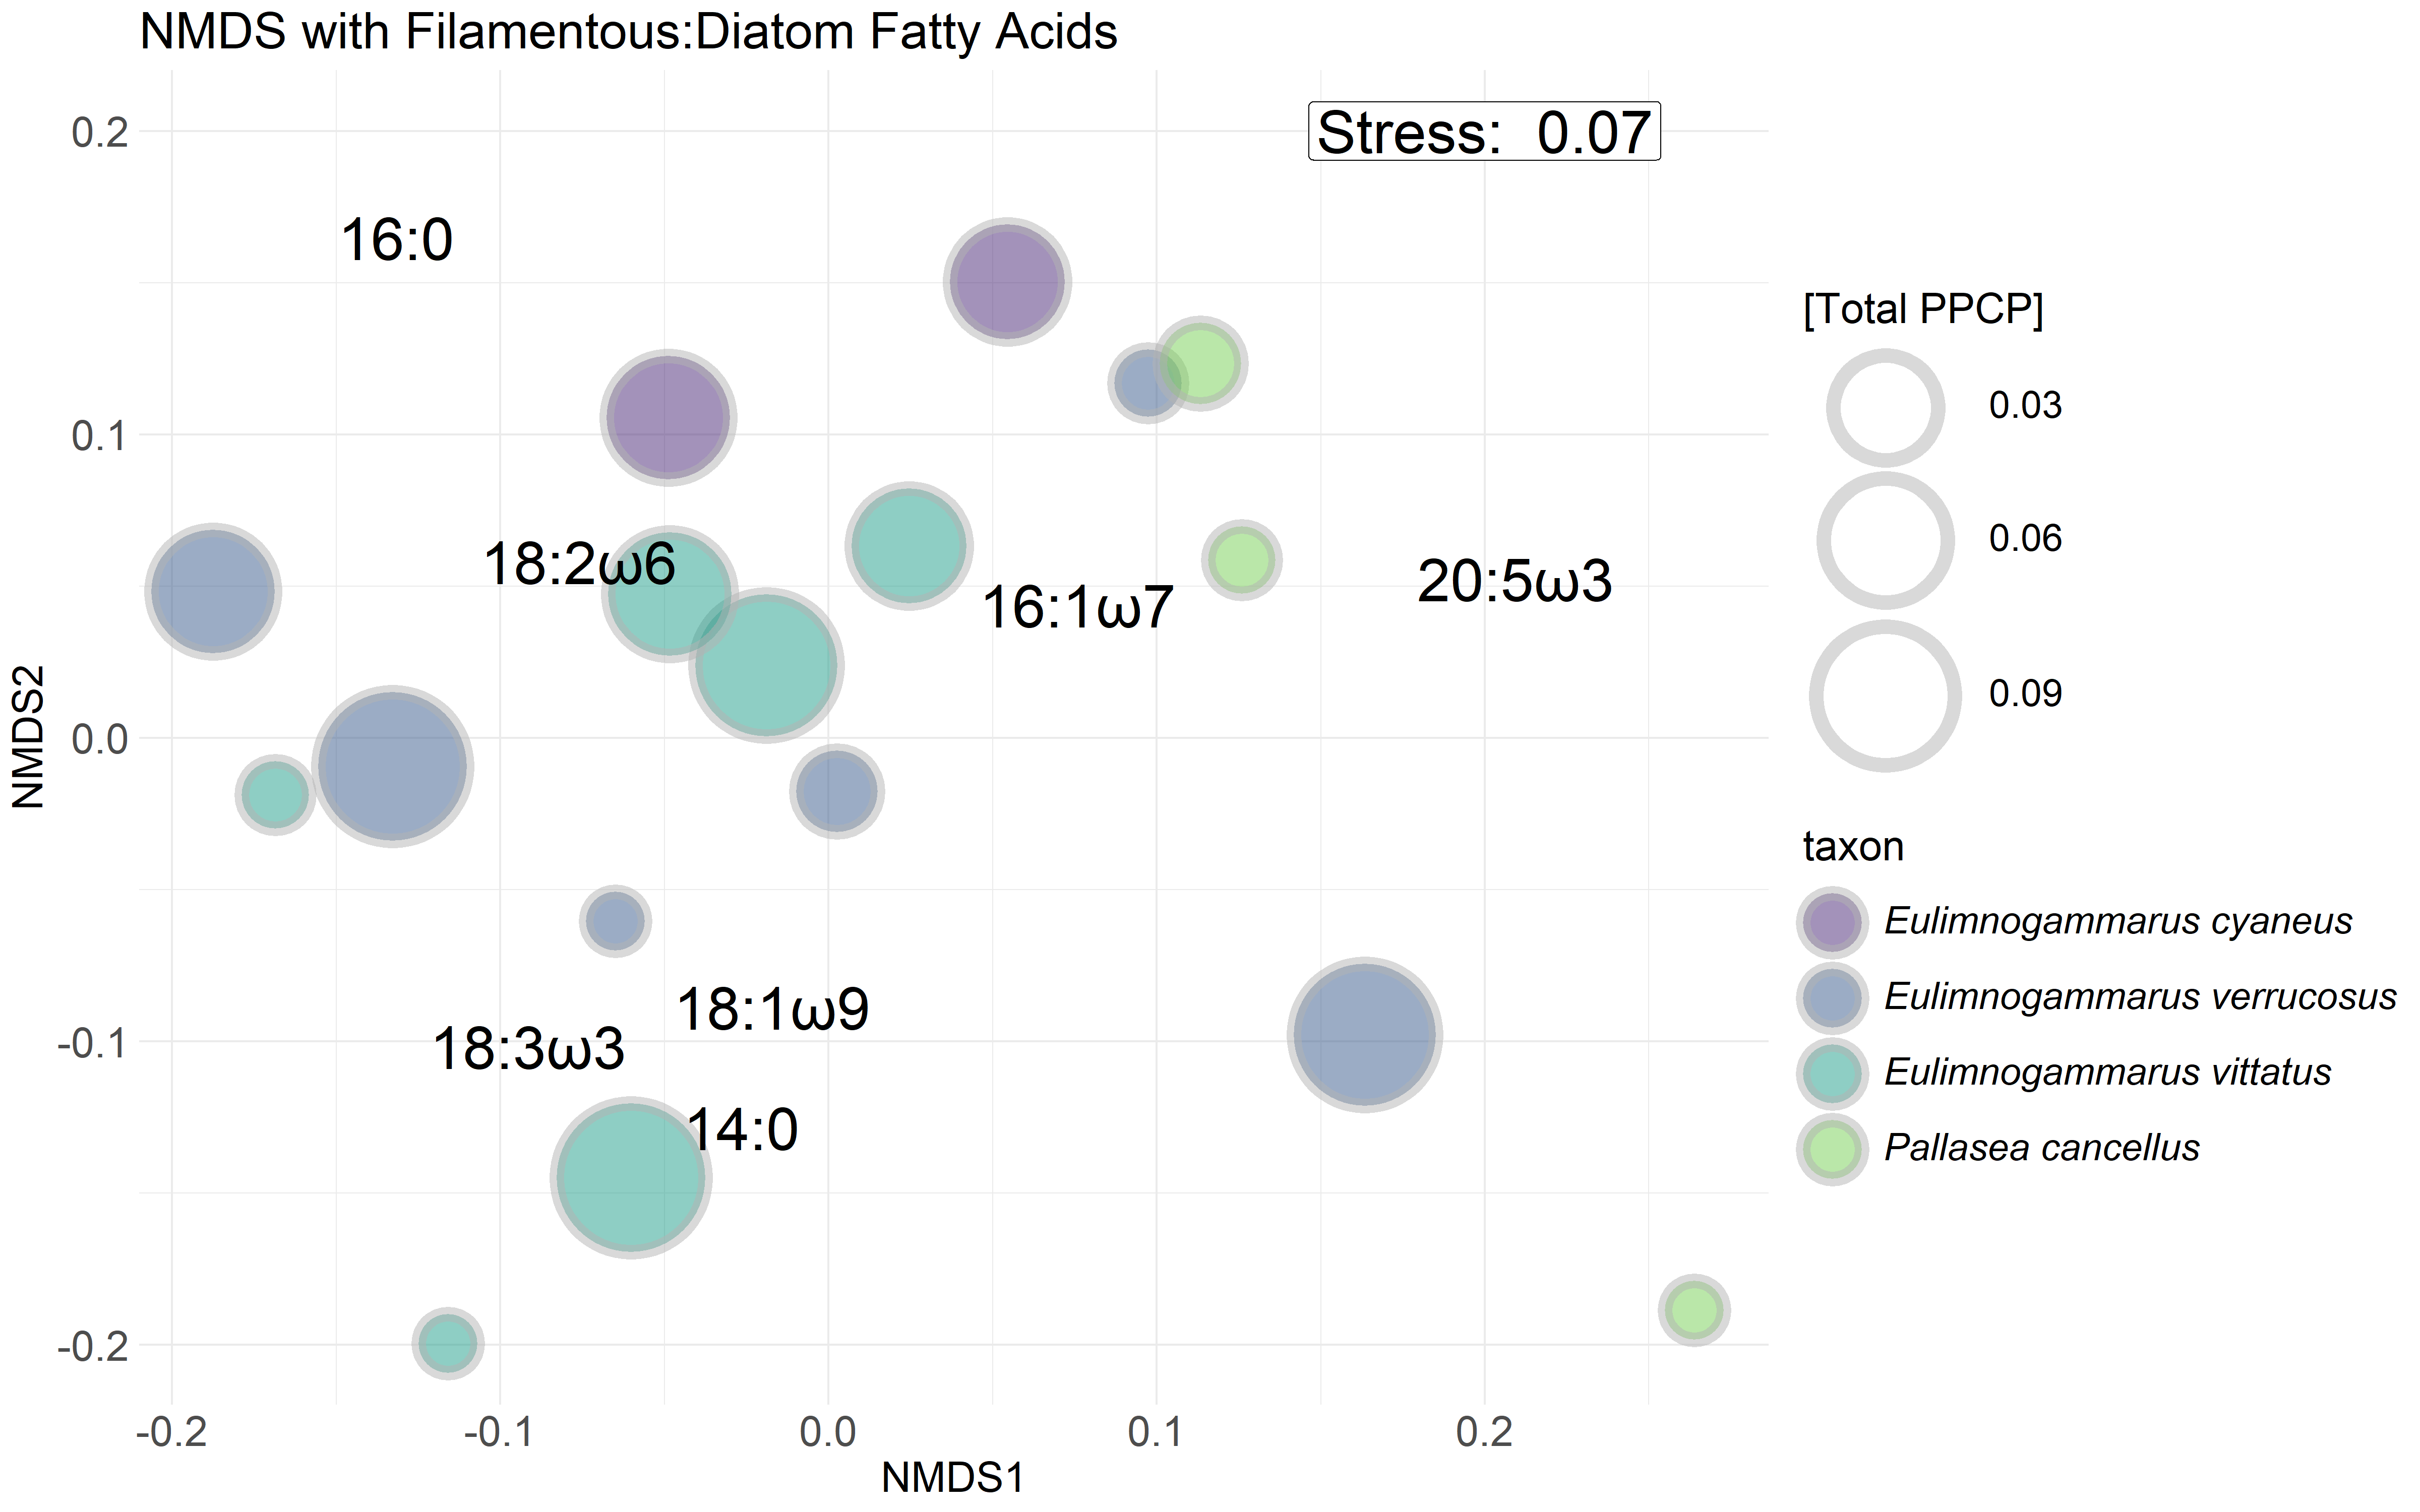 NMDS with Filamentous:Diatom Fatty Acids
Stress:  0.07
0.2
0.1
0.0
-0.1
-0.2
NMDS2
16:0
18:2ω6
16:1ω7
20:5ω3
18:1ω9
18:3ω3
14:0
-0.2
-0.1
0.0
0.1
0.2
NMDS1
[Total PPCP]
0.03
0.06
0.09
taxon
Eulimnogammarus cyaneus
Eulimnogammarus verrucosus
Eulimnogammarus vittatus
Pallasea cancellus